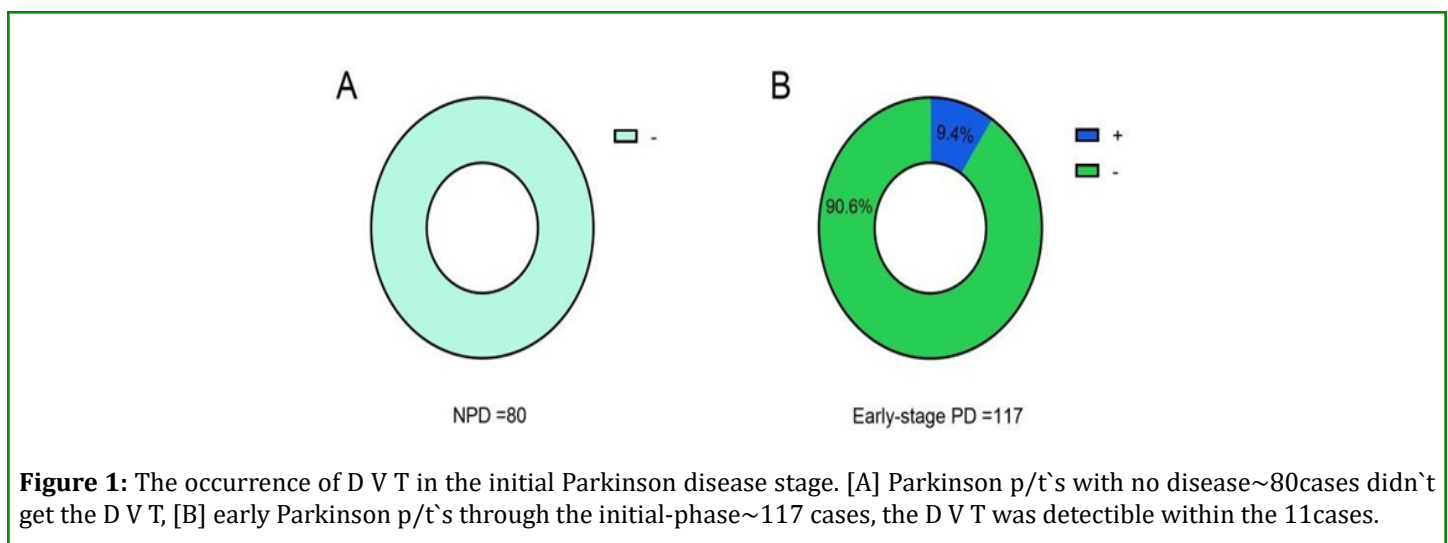 A
-
B
9.4%
90.6%
+
-
NPD =80
Early-stage PD =117
Figure 1: The occurrence of D V T in the initial Parkinson disease stage. [A] Parkinson p/t`s with no disease~80cases didn`t
get the D V T, [B] early Parkinson p/t`s through the initial-phase~117 cases, the D V T was detectible within the 11cases.